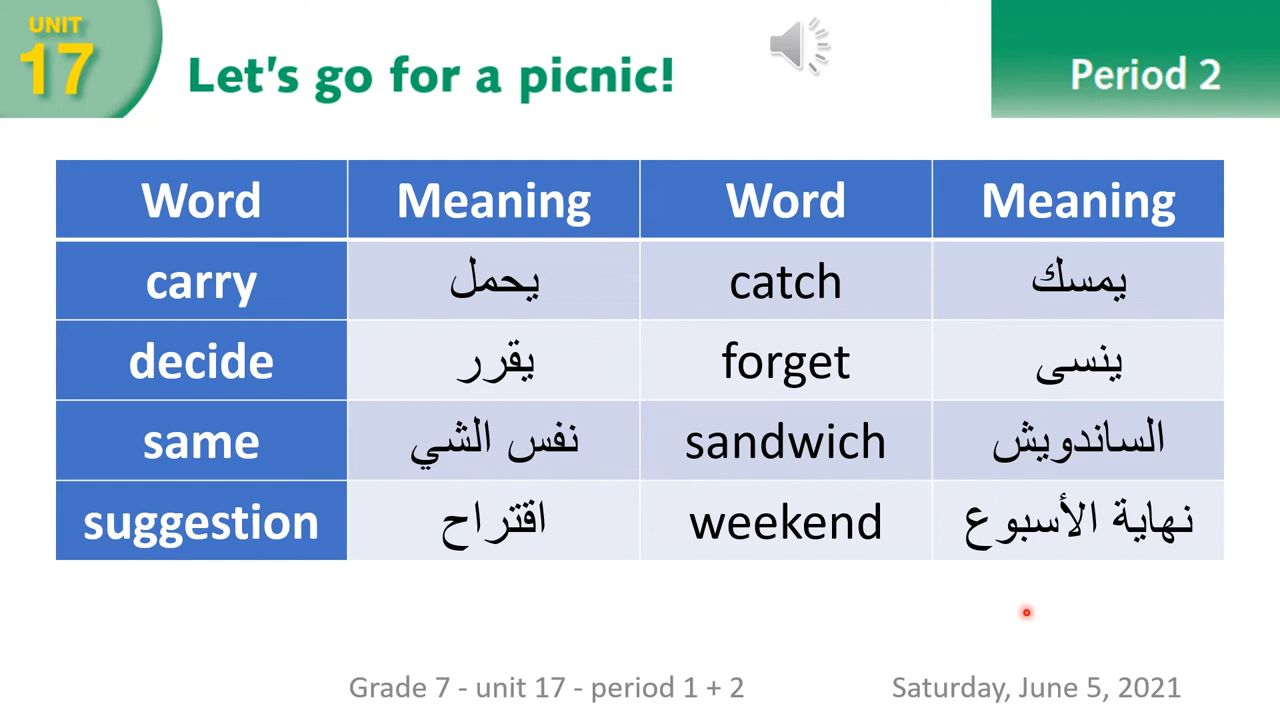 UNIT
17
Let's go for a picnic!
Period 2
Word Meaning Word Meaning
carry يحمل catch يمسك
decide يقرر forget ينسى
same نفس الشي sandwich الساندويش
suggestion اقتراح weekend نهاية الأسبوع
Grade 7 - unit 17 - period 1 + 2
Saturday, June 5, 2021